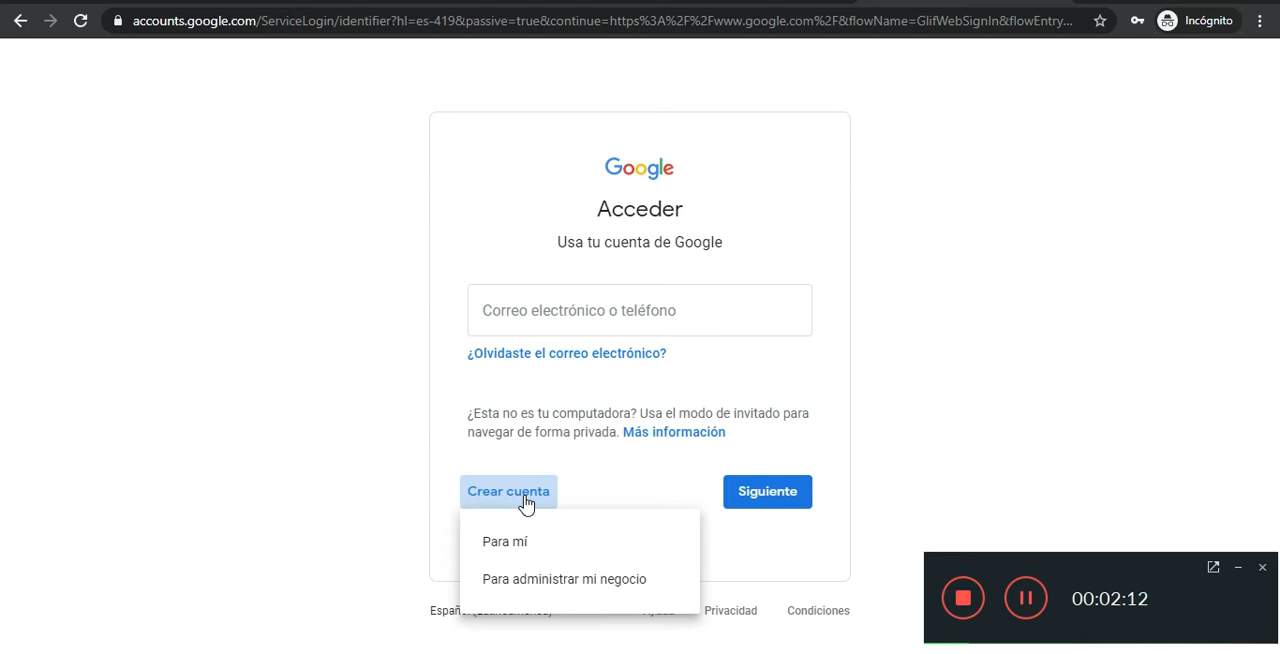 accounts.google.com/ServiceLogin/identifier?hl=es-419&passive=true&continue=https%3A%2F%2Fwww.google.com%2F&flowName=GlifWebSignIn&flowEntry...
Incógnito
Google
Acceder
Usa tu cuenta de Google
Correo electrónico o teléfono
¿Olvidaste el correo electrónico?
¿Esta no es tu computadora? Usa el modo de invitado para
navegar de forma privada. Más información
Crear cuenta
Siguiente
Para mí
Para administrar mi negocio
Privacidad
Condiciones
00:02:12